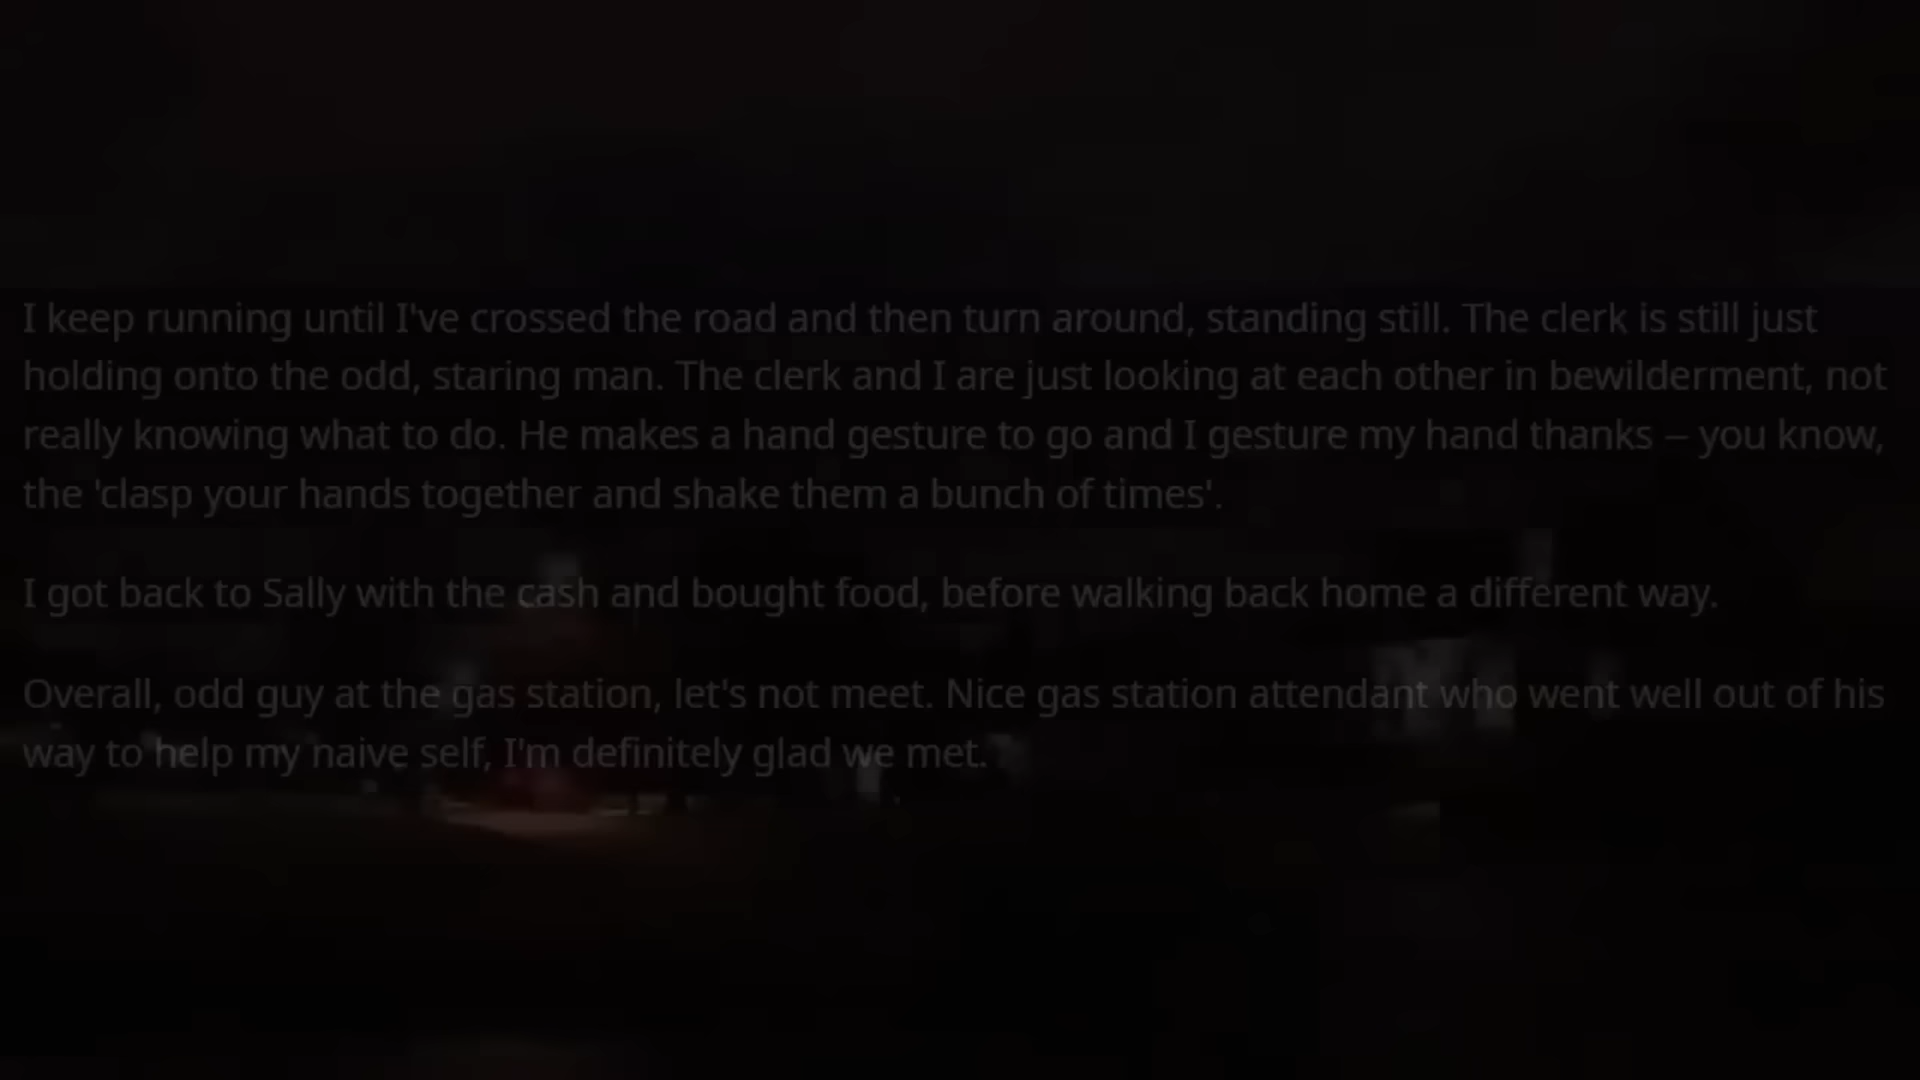 I keep running until I've crossed the road and then turn around, standing still. The clerk is still just
holding onto the odd, staring man. The clerk and I are just looking at each other in bewilderment, not
really knowing what to do. He makes a hand gesture to go and I gesture my hand thanks – you know,
the 'clasp your hands together and shake them a bunch of times'.
I got back to Sally with the cash and bought food, before walking back home a different way.
Overall, odd guy at the gas station, let's not meet. Nice gas station attendant who went well out of his
way to help my naive self, I'm definitely glad we met.